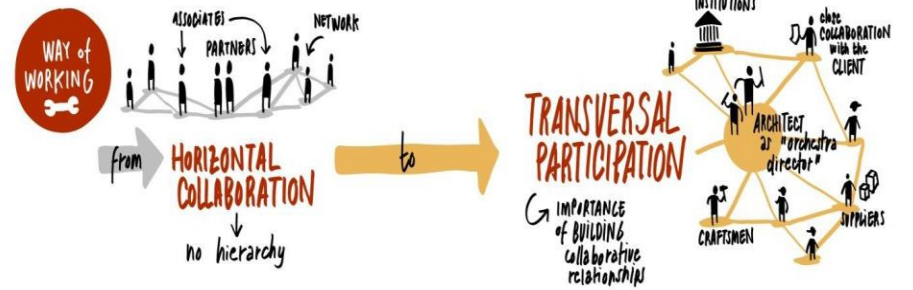 WAY of
WORKING
ASSOCIATES
PARTNERS
NETWORK
from
HORIZONTAL
COLLABORATION
no hierarchy
to
TRANSVERSAL
PARTICIPATION
IMPORTANCE
of BUILDING
collaborative
relationships
INSTITUTIONS
close
COLLABORATION
with the
CLIENT
ARCHITECT
as "orchestra
director"
CRAFTSMEN
SUPPLIERS